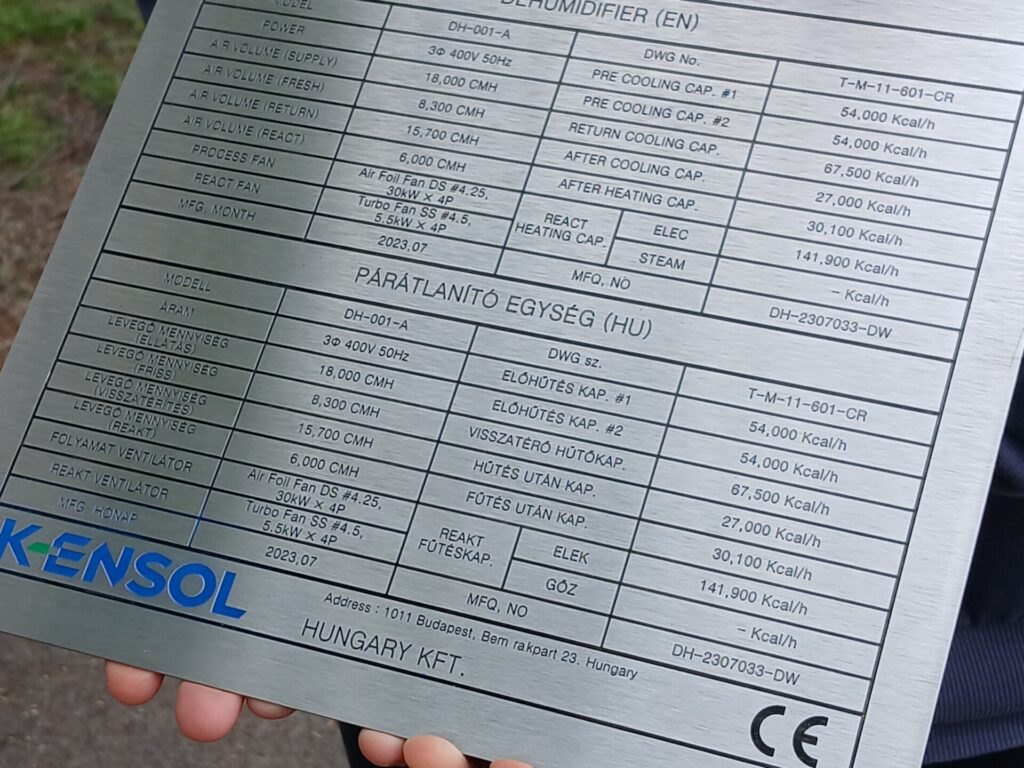 DEHUMIDIFIER (EN)
MODEL DH-001-A DWG No. T-M-11-601-CR
POWER 3Φ 400V 50Hz PRE COOLING CAP. #1 54,000 Kcal/h
AIR VOLUME (SUPPLY) 18,000 CMH PRE COOLING CAP. #2 54,000 Kcal/h
AIR VOLUME (FRESH) 8,300 CMH RETURN COOLING CAP. 67,500 Kcal/h
AIR VOLUME (RETURN) 15,700 CMH AFTER COOLING CAP. 27,000 Kcal/h
AIR VOLUME (REACT) 6,000 CMH AFTER HEATING CAP. 30,100 Kcal/h
PROCESS FAN Air Foil Fan DS #4.25,
30kW × 4P
REACT
HEATING CAP.
ELEC 141,900 Kcal/h
REACT FAN Turbo Fan SS #4.5,
5.5kW × 4P
STEAM - Kcal/h
MFG, MONTH 2023,07 MFQ, NO DH-2307033-DW
PÁRÁTLANÍTÓ EGYSÉG (HU)
MODELL DH-001-A DWG sz. T-M-11-601-CR
ÁRAM 3Φ 400V 50Hz ELŐHŰTÉS KAP. #1 54,000 Kcal/h
LEVEGŐ MENNYISÉG
(ELLÁTÁS)
18,000 CMH ELŐHŰTÉS KAP. #2 54,000 Kcal/h
LEVEGŐ MENNYISÉG
(FRISS)
8,300 CMH VISSZATÉRŐ HŰTŐKAP. 67,500 Kcal/h
LEVEGŐ MENNYISÉG
(VISSZATÉRÍTÉS)
15,700 CMH HŰTÉS UTÁN KAP. 27,000 Kcal/h
LEVEGŐ MENNYISÉG
(REAKT)
6,000 CMH FŰTÉS UTÁN KAP. 30,100 Kcal/h
FOLYAMAT VENTILÁTOR Air Foil Fan DS #4.25,
30kW × 4P
REAKT
FŰTÉSKAP.
ELEK 141,900 Kcal/h
REAKT VENTILÁTOR Turbo Fan SS #4.5,
5.5kW × 4P
GŐZ - Kcal/h
MFG, HÓNAP 2023,07 MFQ, NO DH-2307033-DW
K-ENSOL
Address : 1011 Budapest, Bem rakpart 23. Hungary
HUNGARY KFT.
CE